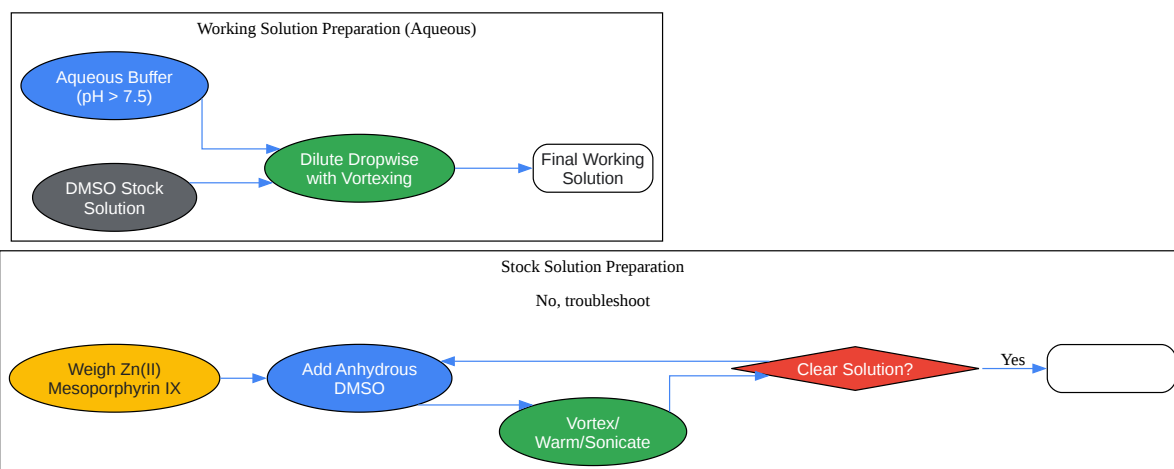 Working Solution Preparation (Aqueous)
Aqueous Buffer
(pH > 7.5)
Dilute Dropwise
with Vortexing
Final Working
Solution
DMSO Stock
Solution
Stock Solution Preparation
No, troubleshoot
Weigh Zn(II)
Mesoporphyrin IX
Add Anhydrous
DMSO
Vortex/
Warm/Sonicate
Clear Solution?
Yes